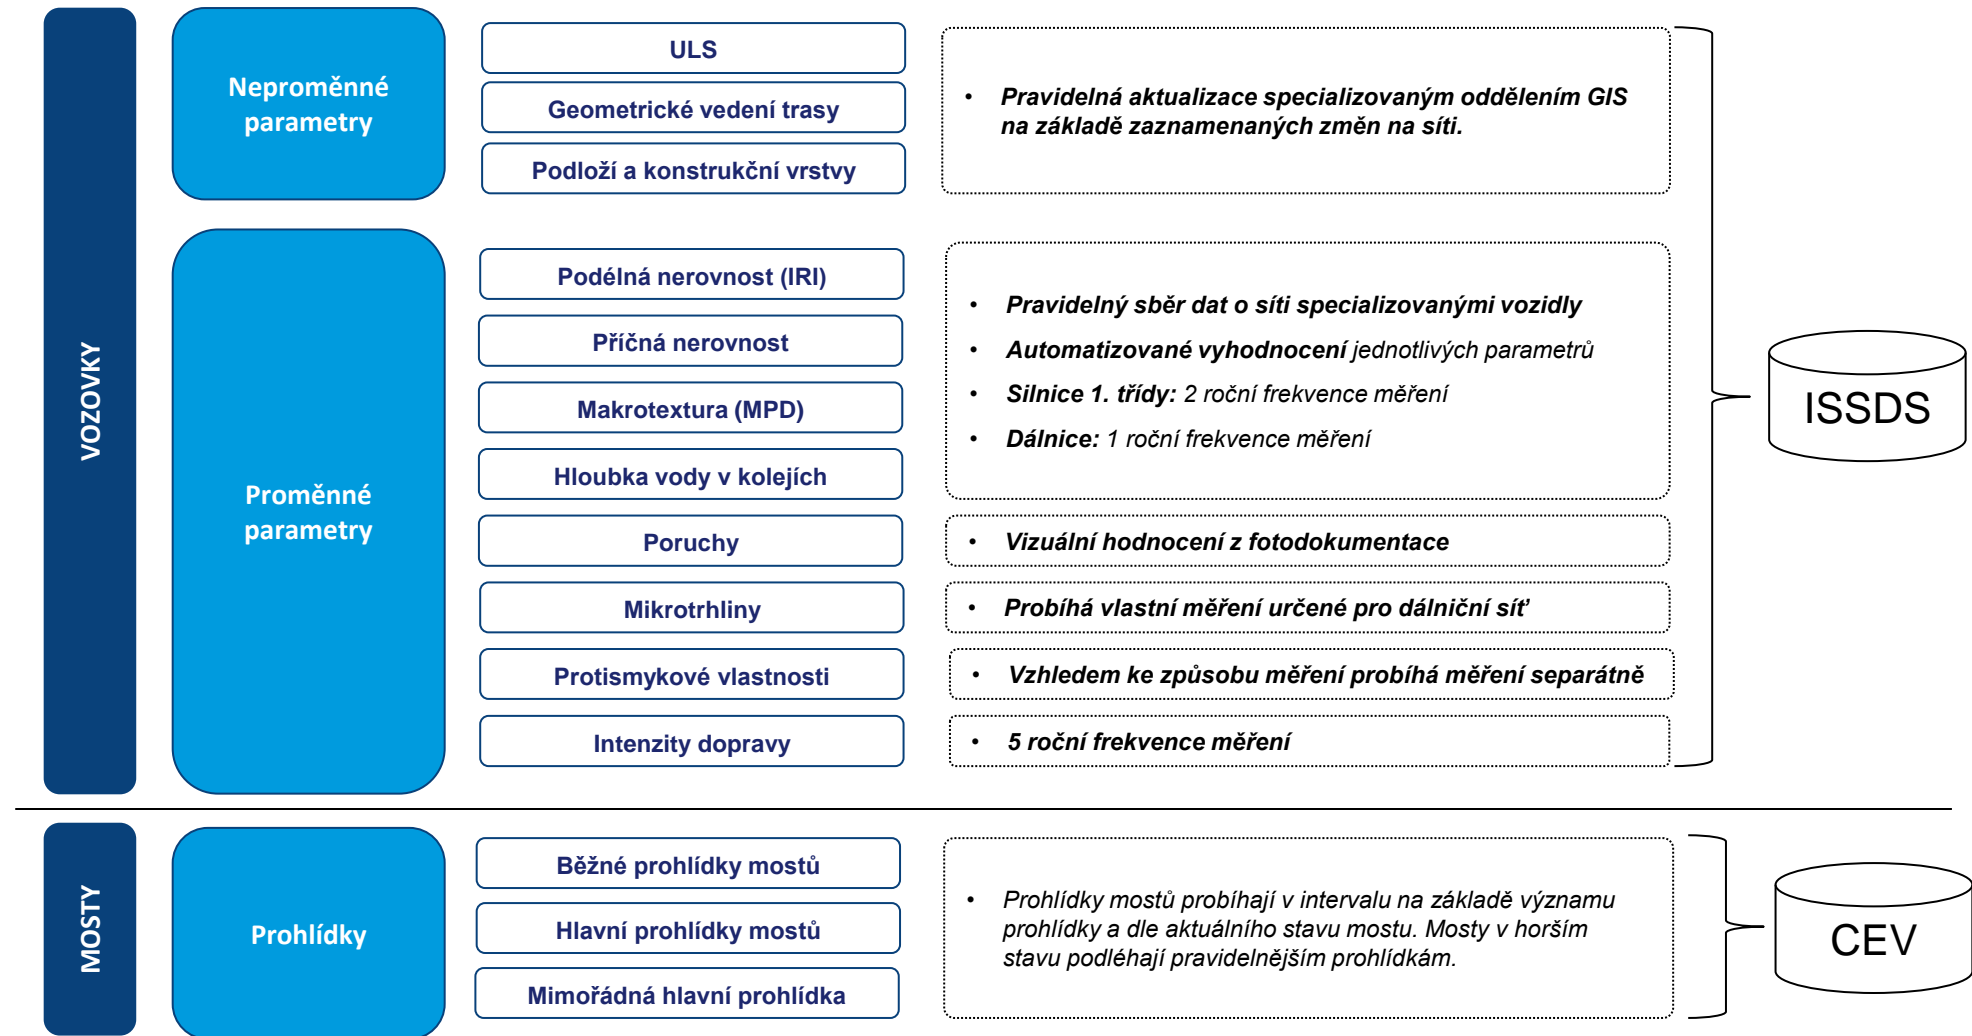 VOZOVKY
Neproměnné
parametry
ULS
Geometrické vedení trasy
Podloží a konstrukční vrstvy
• Pravidelná aktualizace specializovaným oddělením GIS
na základě zaznamenaných změn na síti.
Proměnné
parametry
Podélná nerovnost (IRI)
Příčná nerovnost
Makrotextura (MPD)
Hloubka vody v kolejích
• Pravidelný sběr dat o síti specializovanými vozidly
• Automatizované vyhodnocení jednotlivých parametrů
• Silnice 1. třídy: 2 roční frekvence měření
• Dálnice: 1 roční frekvence měření
Poruchy
• Vizuální hodnocení z fotodokumentace
Mikrotrhliny
• Probíhá vlastní měření určené pro dálniční síť
Protismykové vlastnosti
• Vzhledem ke způsobu měření probíhá měření separátně
Intenzity dopravy
• 5 roční frekvence měření
ISSDS
MOSTY
Prohlídky
Běžné prohlídky mostů
Hlavní prohlídky mostů
Mimořádná hlavní prohlídka
• Prohlídky mostů probíhají v intervalu na základě významu
prohlídky a dle aktuálního stavu mostu. Mosty v horším
stavu podléhají pravidelnějším prohlídkám.
CEV